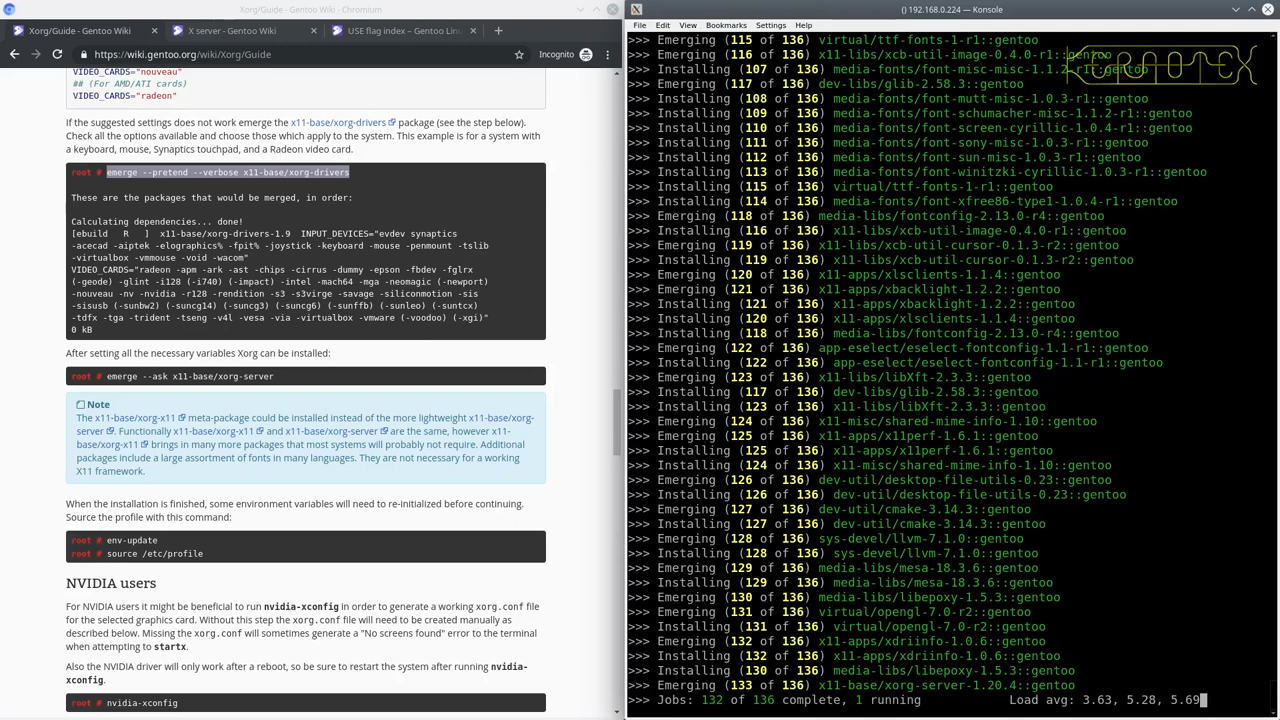 Xorg/Guide - Gentoo Wiki - Chromium
Xorg/Guide - Gentoo Wiki
X server - Gentoo Wiki
USE flag index – Gentoo Linu
https://wiki.gentoo.org/wiki/Xorg/Guide
Incognito
VIDEO_CARDS="nouveau"
## (For AMD/ATI cards)
VIDEO_CARDS="radeon"
If the suggested settings does not work emerge the x11-base/xorg-drivers package (see the step below).
Check all the options available and choose those which apply to the system. This example is for a system with
a keyboard, mouse, Synaptics touchpad, and a Radeon video card.
root # emerge --pretend --verbose x11-base/xorg-drivers
These are the packages that would be merged, in order:
Calculating dependencies... done!
[ebuild   R   ]  x11-base/xorg-drivers-1.9  INPUT_DEVICES="evdev synaptics
-acecad -aiptek -elographics% -fpit% -joystick -keyboard -mouse -penmount -tslib
-virtualbox -vmmouse -void -wacom"
VIDEO_CARDS="radeon -apm -ark -ast -chips -cirrus -dummy -epson -fbdev -fglrx
(-geode) -glint -i128 (-i740) (-impact) -intel -mach64 -mga -neomagic (-newport)
-nouveau -nv -nvidia -r128 -rendition -s3 -s3virge -savage -siliconmotion -sis
-sisusb (-sunbw2) (-suncg14) (-suncg3) (-suncg6) (-sunffb) (-sunleo) (-suntcx)
-tdfx -tga -trident -tseng -v4l -vesa -via -virtualbox -vmware (-voodoo) (-xgi)"
0 kB
After setting all the necessary variables Xorg can be installed:
root # emerge --ask x11-base/xorg-server
Note
The x11-base/xorg-x11 meta-package could be installed instead of the more lightweight x11-base/xorg-
server. Functionally x11-base/xorg-x11 and x11-base/xorg-server are the same, however x11-
base/xorg-x11 brings in many more packages that most systems will probably not require. Additional
packages include a large assortment of fonts in many languages. They are not necessary for a working
X11 framework.
When the installation is finished, some environment variables will need to re-initialized before continuing.
Source the profile with this command:
root # env-update
root # source /etc/profile
NVIDIA users
For NVIDIA users it might be beneficial to run nvidia-xconfig in order to generate a working xorg.conf file
for the selected graphics card. Without this step the xorg.conf file will need to be created manually as
described below. Missing the xorg.conf will sometimes generate a "No screens found" error to the terminal
when attempting to startx.
Also the NVIDIA driver will only work after a reboot, so be sure to restart the system after running nvidia-
xconfig.
root # nvidia-xconfig
() 192.168.0.224 — Konsole
File Edit View Bookmarks Settings Help
>>> Emerging (115 of 136) virtual/ttf-fonts-1-r1::gentoo
>>> Emerging (116 of 136) x11-libs/xcb-util-image-0.4.0-r1::gentoo
>>> Installing (107 of 136) media-fonts/font-misc-misc-1.1.2-r1::gentoo
>>> Emerging (117 of 136) dev-libs/glib-2.58.3::gentoo
>>> Installing (108 of 136) media-fonts/font-mutt-misc-1.0.3-r1::gentoo
>>> Installing (109 of 136) media-fonts/font-schumacher-misc-1.1.2-r1::gentoo
>>> Installing (110 of 136) media-fonts/font-screen-cyrillic-1.0.4-r1::gentoo
>>> Installing (111 of 136) media-fonts/font-sony-misc-1.0.3-r1::gentoo
>>> Installing (112 of 136) media-fonts/font-sun-misc-1.0.3-r1::gentoo
>>> Installing (113 of 136) media-fonts/font-winitzki-cyrillic-1.0.3-r1::gentoo
>>> Installing (115 of 136) virtual/ttf-fonts-1-r1::gentoo
>>> Installing (114 of 136) media-fonts/font-xfree86-type1-1.0.4-r1::gentoo
>>> Emerging (118 of 136) media-libs/fontconfig-2.13.0-r4::gentoo
>>> Installing (116 of 136) x11-libs/xcb-util-image-0.4.0-r1::gentoo
>>> Emerging (119 of 136) x11-libs/xcb-util-cursor-0.1.3-r2::gentoo
>>> Installing (119 of 136) x11-libs/xcb-util-cursor-0.1.3-r2::gentoo
>>> Emerging (120 of 136) x11-apps/xlsclients-1.1.4::gentoo
>>> Emerging (121 of 136) x11-apps/xbacklight-1.2.2::gentoo
>>> Installing (121 of 136) x11-apps/xbacklight-1.2.2::gentoo
>>> Installing (120 of 136) x11-apps/xlsclients-1.1.4::gentoo
>>> Installing (118 of 136) media-libs/fontconfig-2.13.0-r4::gentoo
>>> Emerging (122 of 136) app-eselect/eselect-fontconfig-1.1-r1::gentoo
>>> Installing (122 of 136) app-eselect/eselect-fontconfig-1.1-r1::gentoo
>>> Emerging (123 of 136) x11-libs/libXft-2.3.3::gentoo
>>> Installing (117 of 136) dev-libs/glib-2.58.3::gentoo
>>> Installing (123 of 136) x11-libs/libXft-2.3.3::gentoo
>>> Emerging (124 of 136) x11-misc/shared-mime-info-1.10::gentoo
>>> Emerging (125 of 136) x11-apps/x11perf-1.6.1::gentoo
>>> Installing (125 of 136) x11-apps/x11perf-1.6.1::gentoo
>>> Installing (124 of 136) x11-misc/shared-mime-info-1.10::gentoo
>>> Emerging (126 of 136) dev-util/desktop-file-utils-0.23::gentoo
>>> Installing (126 of 136) dev-util/desktop-file-utils-0.23::gentoo
>>> Emerging (127 of 136) dev-util/cmake-3.14.3::gentoo
>>> Installing (127 of 136) dev-util/cmake-3.14.3::gentoo
>>> Emerging (128 of 136) sys-devel/llvm-7.1.0::gentoo
>>> Installing (128 of 136) sys-devel/llvm-7.1.0::gentoo
>>> Emerging (129 of 136) media-libs/mesa-18.3.6::gentoo
>>> Installing (129 of 136) media-libs/mesa-18.3.6::gentoo
>>> Emerging (130 of 136) media-libs/libepoxy-1.5.3::gentoo
>>> Emerging (131 of 136) virtual/opengl-7.0-r2::gentoo
>>> Installing (131 of 136) virtual/opengl-7.0-r2::gentoo
>>> Emerging (132 of 136) x11-apps/xdriinfo-1.0.6::gentoo
>>> Installing (132 of 136) x11-apps/xdriinfo-1.0.6::gentoo
>>> Installing (130 of 136) media-libs/libepoxy-1.5.3::gentoo
>>> Emerging (133 of 136) x11-base/xorg-server-1.20.4::gentoo
>>> Jobs: 132 of 136 complete, 1 running Load avg: 3.63, 5.28, 5.69